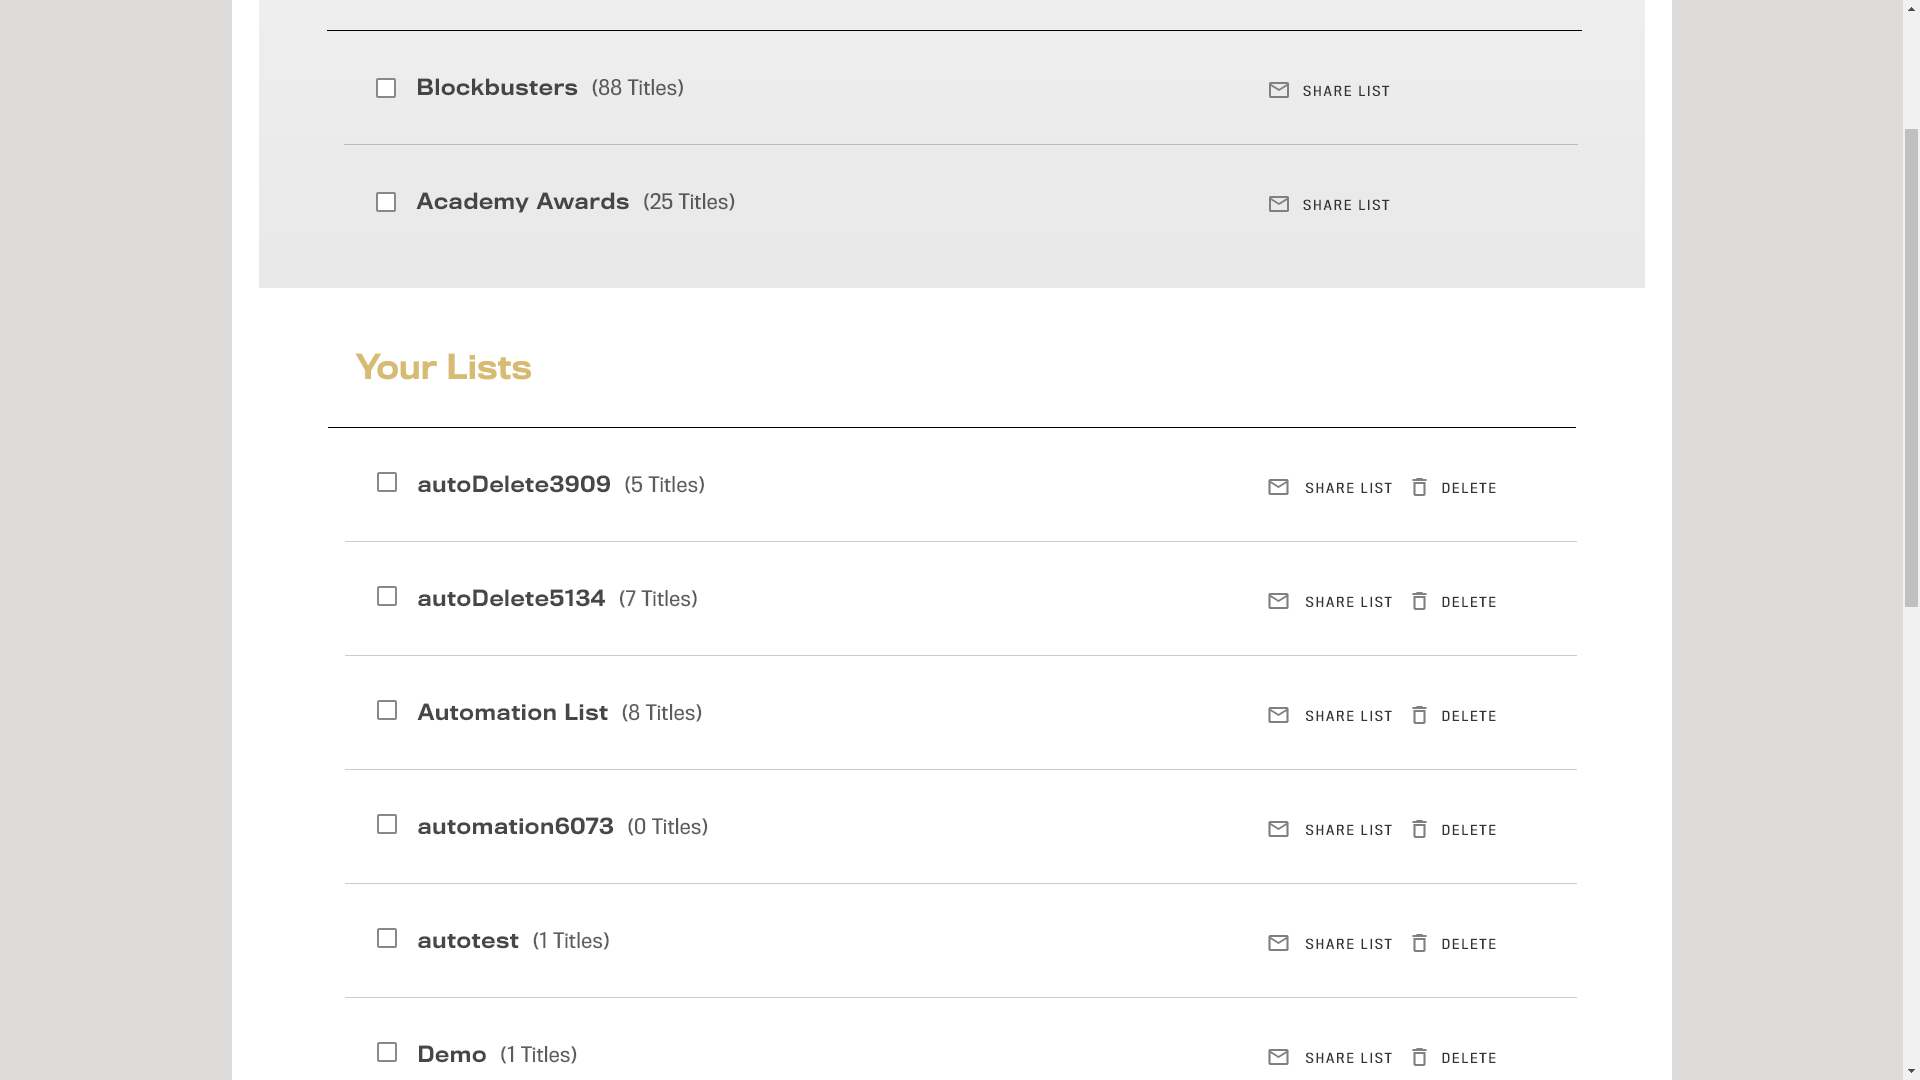 Blockbusters (88 Titles) SHARE LIST
Academy Awards (25 Titles) SHARE LIST
Your Lists
autoDelete3909 (5 Titles) SHARE LIST DELETE
autoDelete5134 (7 Titles) SHARE LIST DELETE
Automation List (8 Titles) SHARE LIST DELETE
automation6073 (0 Titles) SHARE LIST DELETE
autotest (1 Titles) SHARE LIST DELETE
Demo (1 Titles) SHARE LIST DELETE